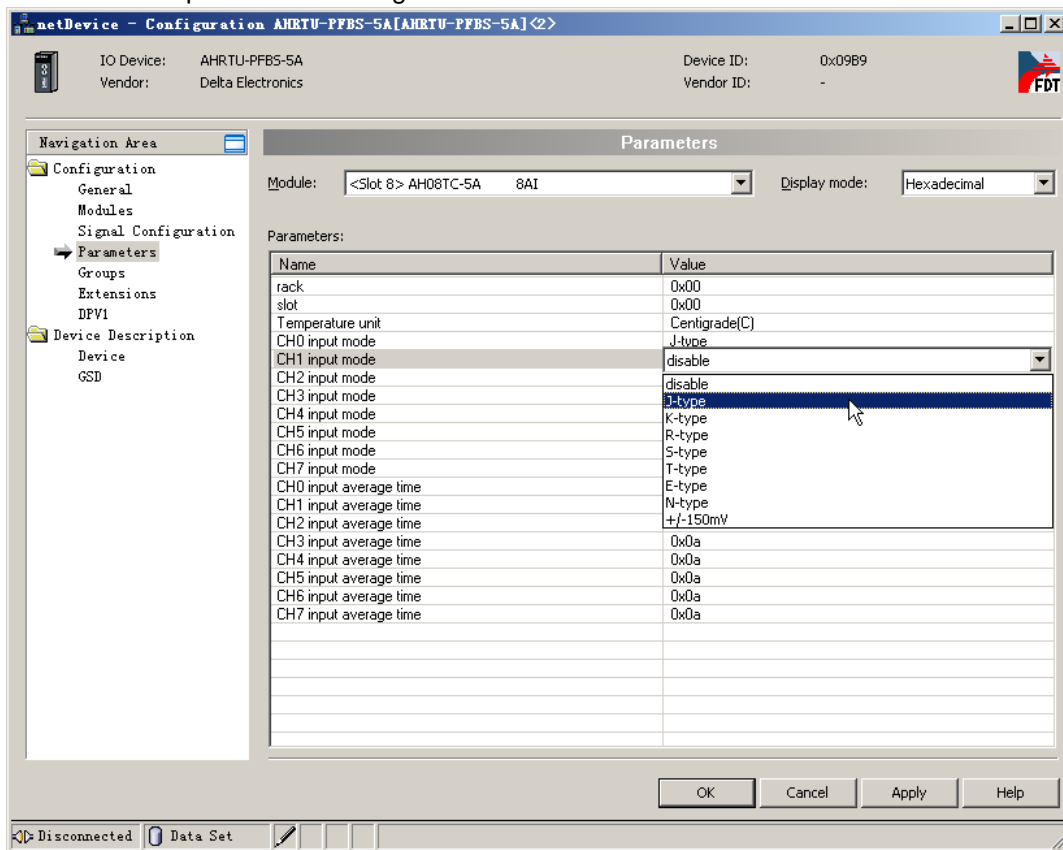 netDevice - Configuration AHRTU-PFBS-5A[AHRTU-PFBS-5A]<2>
IO Device: AHRTU-PFBS-5A Device ID: 0x09B9
Vendor: Delta Electronics Vendor ID: -
FDT
Navigation Area
Parameters
Configuration
General
Modules
Signal Configuration
Parameters
Groups
Extensions
DPV1
Device Description
Device
GSD
Module: <Slot 8> AH08TC-5A 8AI Display mode: Hexadecimal
Parameters:
Name Value
rack 0x00
slot 0x00
Temperature unit Centigrade(C)
CH0 input mode J-type
CH1 input mode disable
CH2 input mode
CH3 input mode
CH4 input mode
CH5 input mode
CH6 input mode
CH7 input mode
CH0 input average time
CH1 input average time
CH2 input average time
disable
J-type
K-type
R-type
S-type
T-type
E-type
N-type
+/-150mV
CH3 input average time 0x0a
CH4 input average time 0x0a
CH5 input average time 0x0a
CH6 input average time 0x0a
CH7 input average time 0x0a
OK Cancel Apply Help
Disconnected Data Set